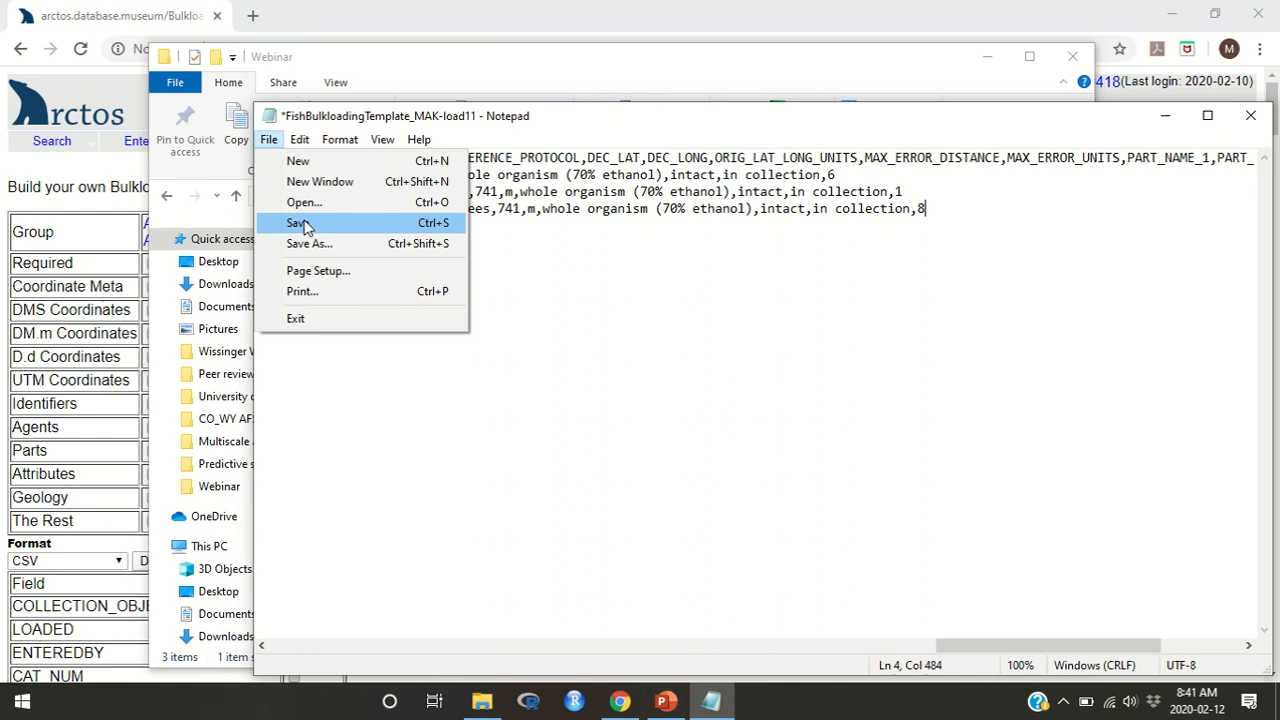 arctos.database.museum/Bulkloa
No
M
Webinar
File Home Share View
418(Last login: 2020-02-10)
arctos
Search Ente
Pin to Quick access
Copy
*FishBulkloadingTemplate_MAK-load11 - Notepad
File Edit Format View Help
ERENCE_PROTOCOL,DEC_LAT,DEC_LONG,ORIG_LAT_LONG_UNITS,MAX_ERROR_DISTANCE,MAX_ERROR_UNITS,PART_NAME_1,PART_
ole organism (70% ethanol),intact,in collection,6
,741,m,whole organism (70% ethanol),intact,in collection,1
ees,741,m,whole organism (70% ethanol),intact,in collection,8
New Ctrl+N
New Window Ctrl+Shift+N
Open... Ctrl+O
Save Ctrl+S
Save As... Ctrl+Shift+S
Page Setup...
Print... Ctrl+P
Exit
Build your own Bulklo
Group
Required
Coordinate Meta
DMS Coordinates
DM.m Coordinates
D.d Coordinates
UTM Coordinates
Identifiers
Agents
Parts
Attributes
Geology
The Rest
Format
CSV D
Field
COLLECTION_OBJE
LOADED
ENTEREDBY
CAT_NUM
Quick access
Desktop
Downloads
Documents
Pictures
Wissinger W
Peer review
University o
CO_WY AFS
Multiscale a
Predictive s
Webinar
OneDrive
This PC
3D Objects
Desktop
Documents
Downloads
3 items 1 item s
Ln 4, Col 484 100% Windows (CRLF) UTF-8
8:41 AM
2020-02-12